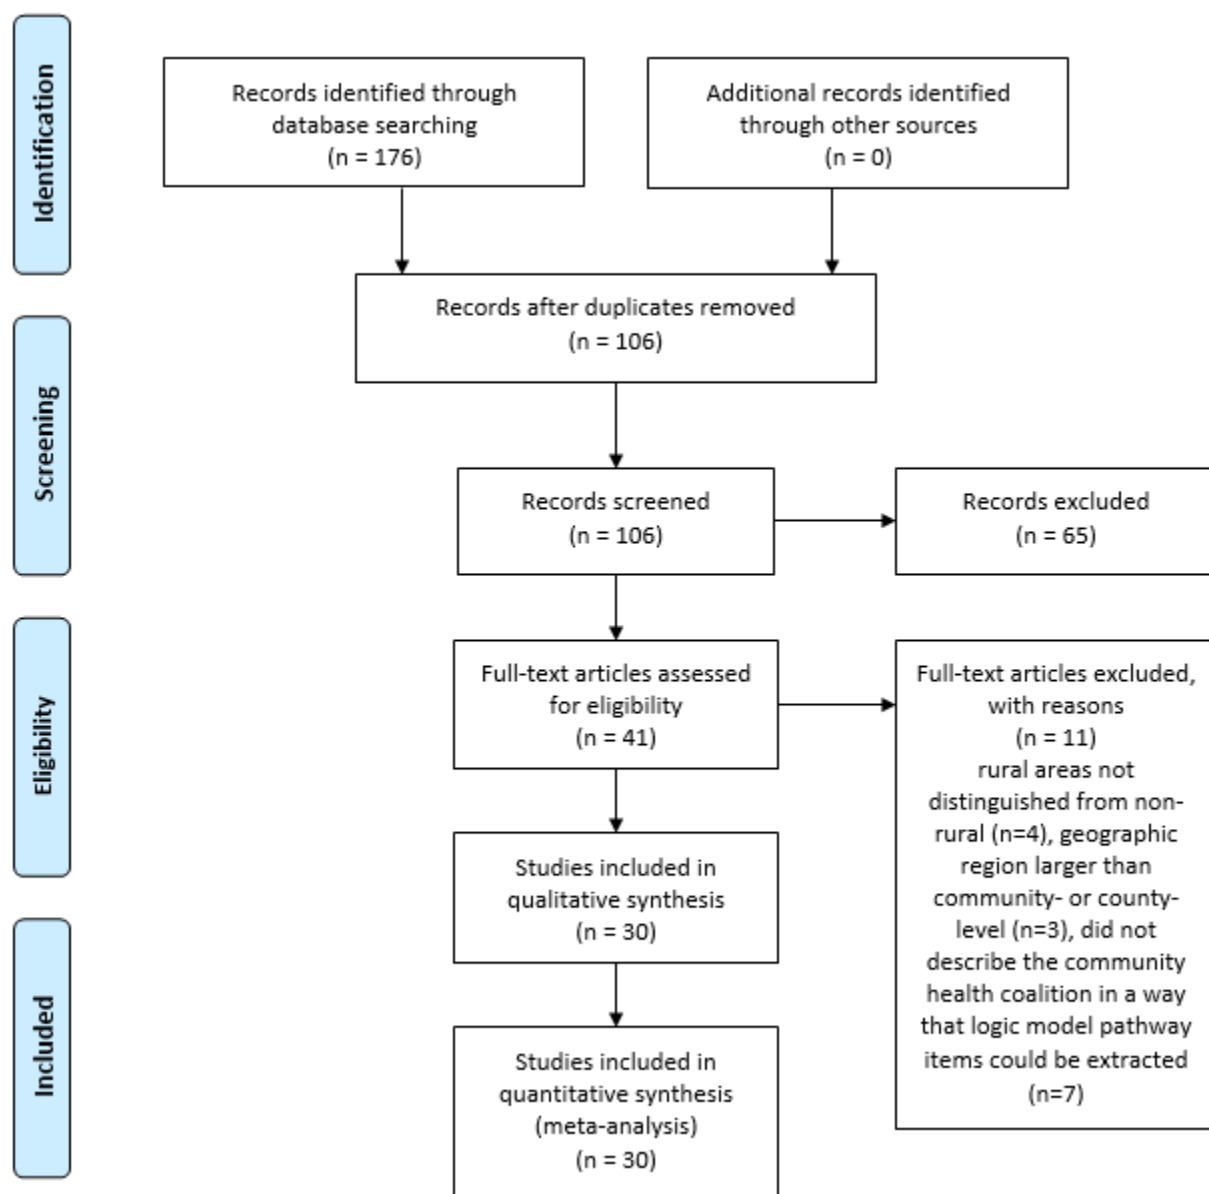 Identification
Records identified through
database searching
(n = 176)
Additional records identified
through other sources
(n = 0)
Records after duplicates removed
(n = 106)
Screening
Records screened
(n = 106)
Records excluded
(n = 65)
Eligibility
Full-text articles assessed
for eligibility
(n = 41)
Full-text articles excluded,
with reasons
(n = 11)
rural areas not
distinguished from non-
rural (n=4), geographic
region larger than
community- or county-
level (n=3), did not
describe the community
health coalition in a way
that logic model pathway
items could be extracted
(n=7)
Studies included in
qualitative synthesis
(n = 30)
Included
Studies included in
quantitative synthesis
(meta-analysis)
(n = 30)